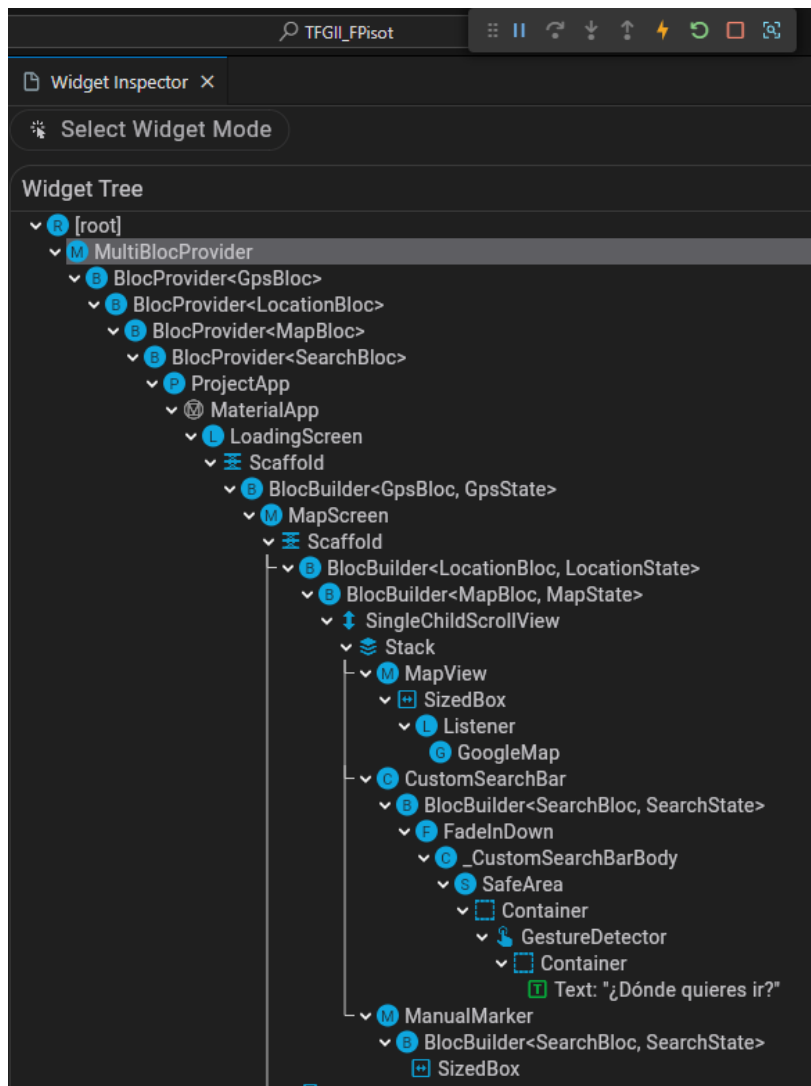 TFGII_FPisot
Widget Inspector
Select Widget Mode
Widget Tree
R [root]
M MultiBlocProvider
B BlocProvider<GpsBloc>
B BlocProvider<LocationBloc>
B BlocProvider<MapBloc>
B BlocProvider<SearchBloc>
P ProjectApp
M MaterialApp
L LoadingScreen
Scaffold
B BlocBuilder<GpsBloc, GpsState>
M MapScreen
Scaffold
B BlocBuilder<LocationBloc, LocationState>
B BlocBuilder<MapBloc, MapState>
SingleChildScrollView
Stack
M MapView
SizedBox
L Listener
G GoogleMap
C CustomSearchBar
B BlocBuilder<SearchBloc, SearchState>
F FadeInDown
C _CustomSearchBarBody
S SafeArea
Container
GestureDetector
Container
T Text: "¿Dónde quieres ir?"
M ManualMarker
B BlocBuilder<SearchBloc, SearchState>
SizedBox